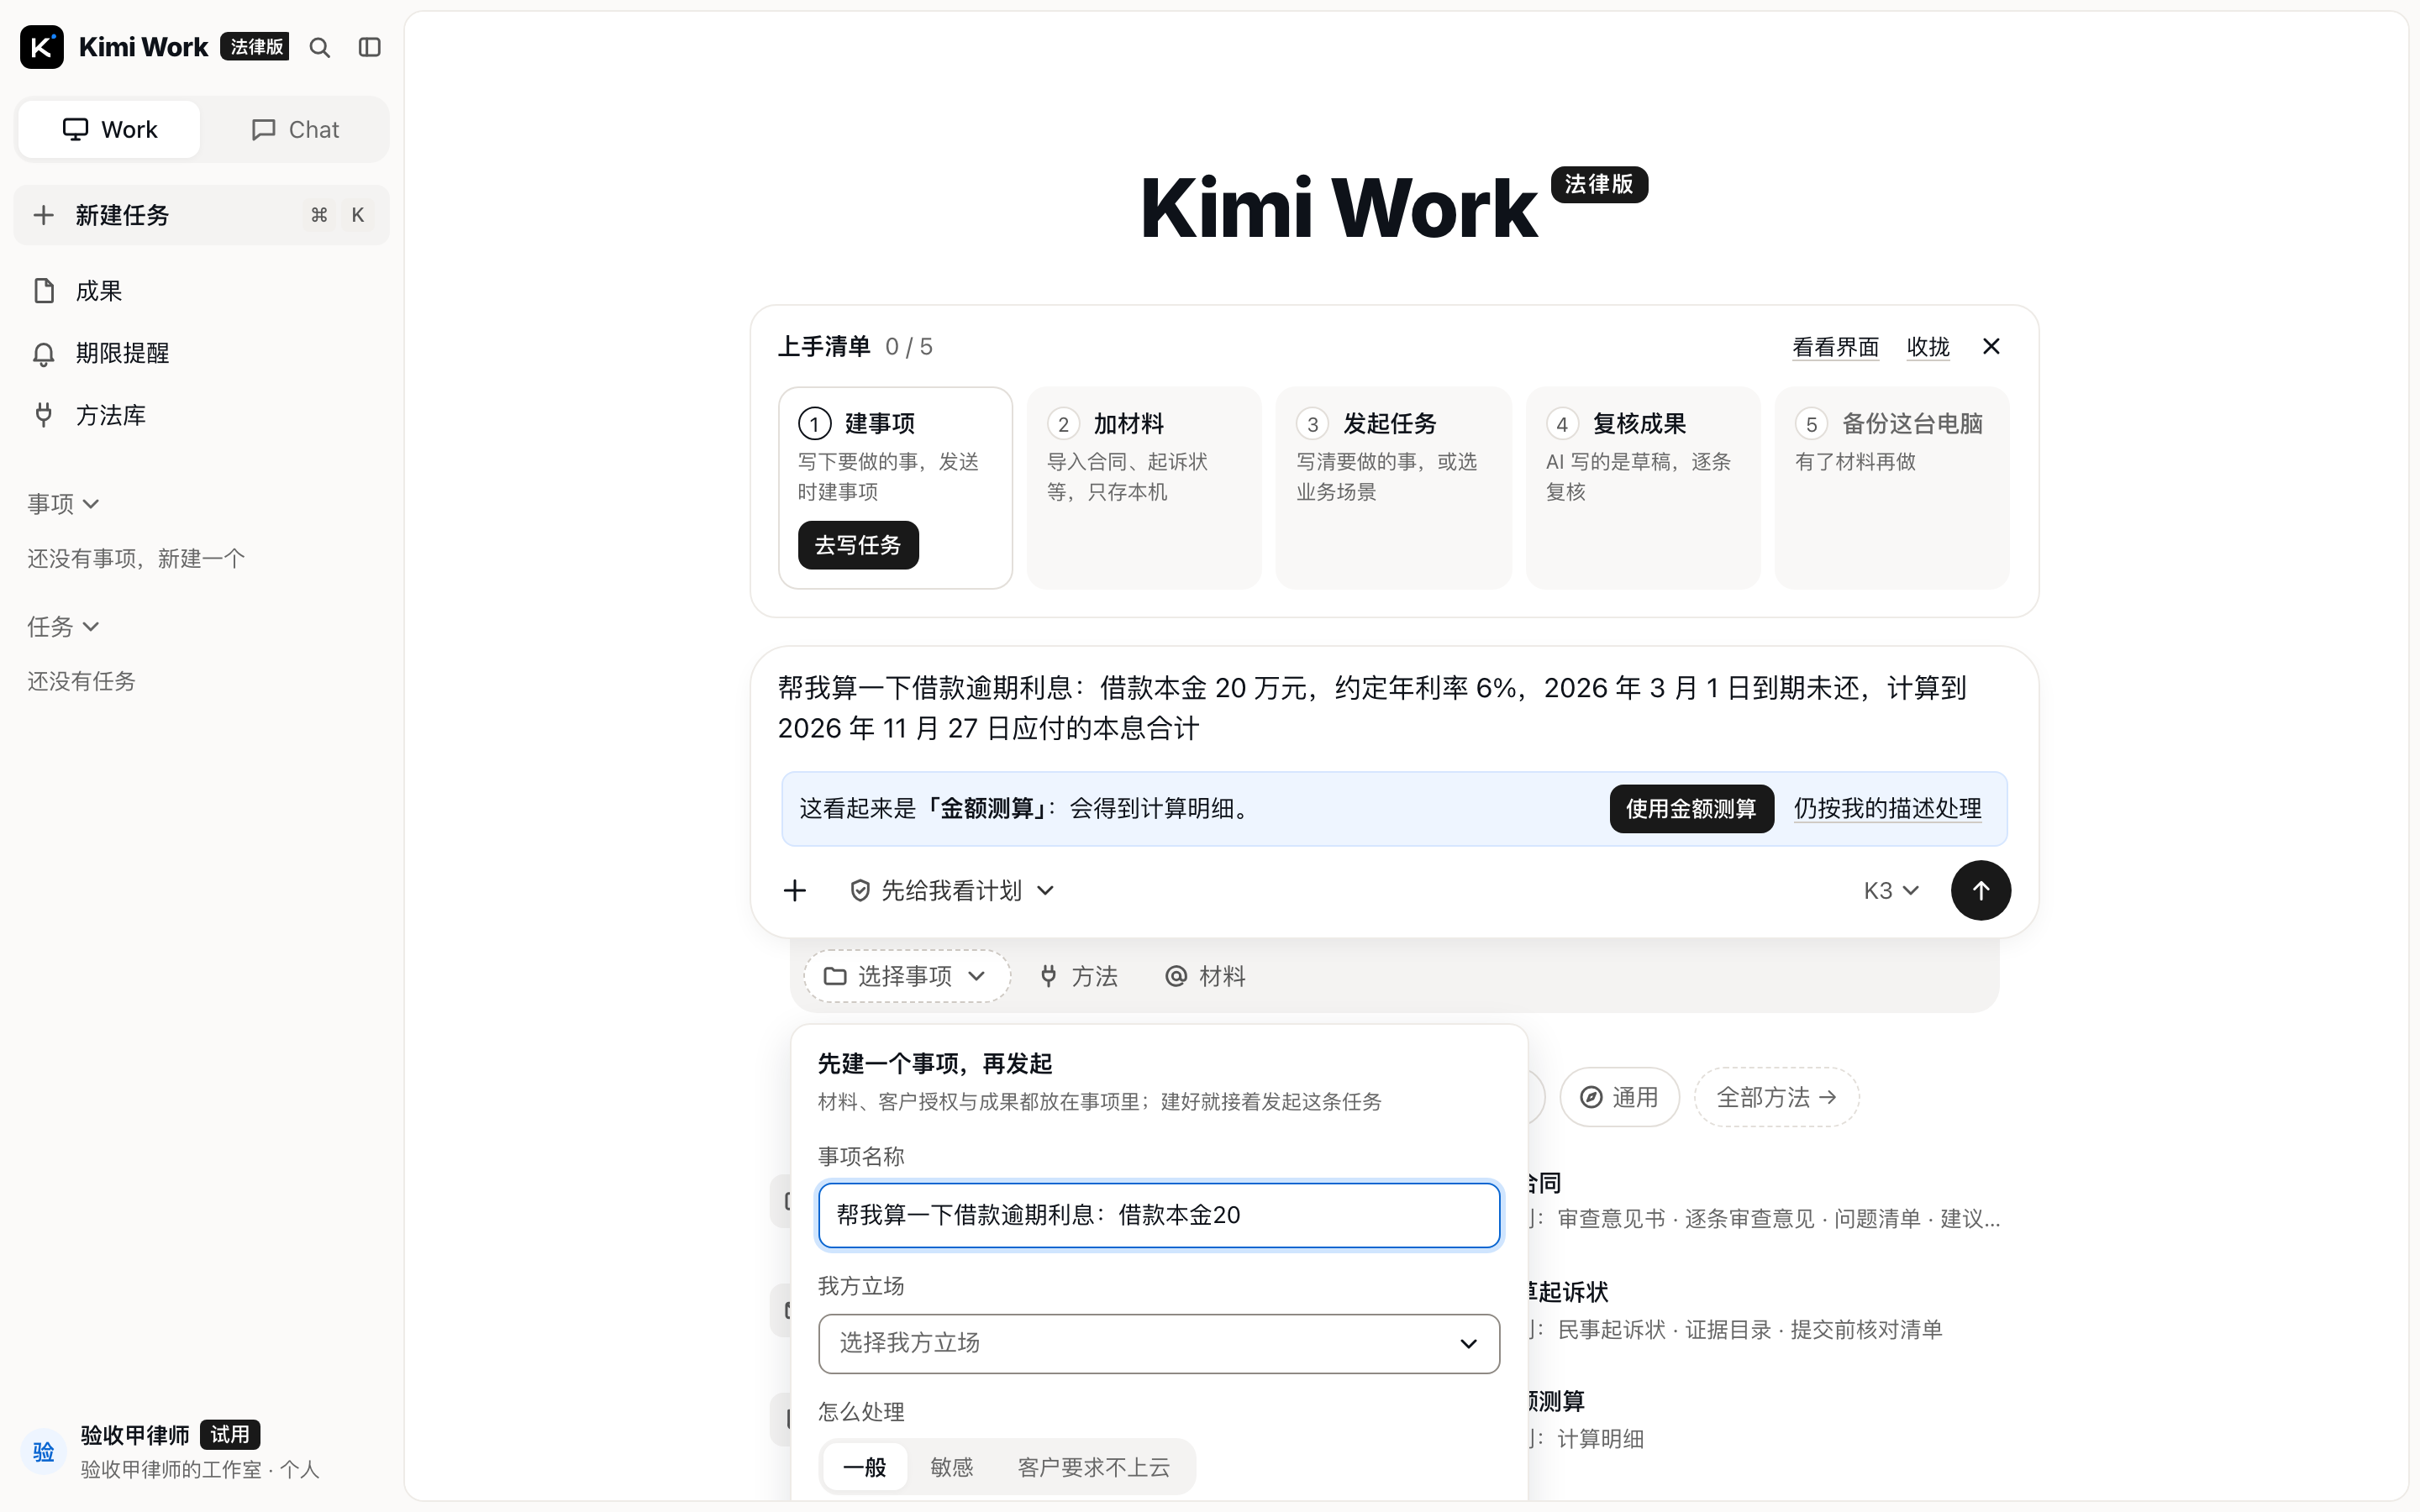 Kimi Work 法律版
Work
Chat
新建任务 ⌘ K
成果
期限提醒
方法库
事项
还没有事项，新建一个
任务
还没有任务
验
验收甲律师 试用
验收甲律师的工作室 · 个人
Kimi Work 法律版
上手清单 0 / 5
看看界面 收拢
1 建事项
写下要做的事，发送
时建事项
去写任务
2 加材料
导入合同、起诉状
等，只存本机
3 发起任务
写清要做的事，或选
业务场景
4 复核成果
AI 写的是草稿，逐条
复核
5 备份这台电脑
有了材料再做
帮我算一下借款逾期利息：借款本金 20 万元，约定年利率 6%，2026 年 3 月 1 日到期未还，计算到
2026 年 11 月 27 日应付的本息合计
这看起来是「金额测算」：会得到计算明细。
使用金额测算 仍按我的描述处理
先给我看计划
K3
选择事项 方法 材料
先建一个事项，再发起
材料、客户授权与成果都放在事项里；建好就接着发起这条任务
事项名称
帮我算一下借款逾期利息：借款本金20
我方立场
选择我方立场
怎么处理
一般 敏感 客户要求不上云
通用 全部方法 →
合同
：审查意见书 · 逐条审查意见 · 问题清单 · 建议...
起诉状
：民事起诉状 · 证据目录 · 提交前核对清单
测算
：计算明细